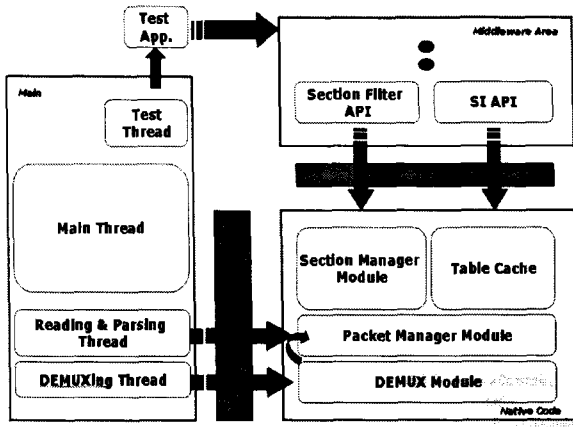 Test
App.
Middleware Area
Main
Section Filter
API
SI API
Test
Thread
Main Thread
Section Manager
Module
Table Cache
Reading & Parsing
Thread
Packet Manager Module
DEMUXing Thread
DEMUX Module
Native Code